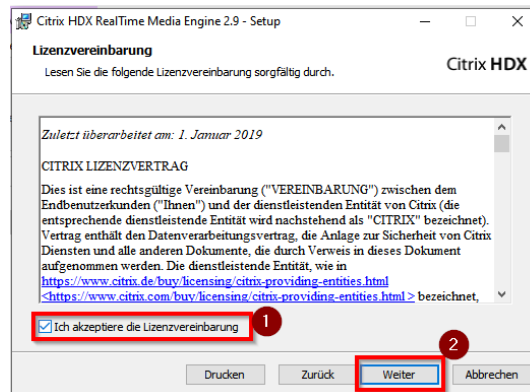 Citrix HDX RealTime Media Engine 2.9 - Setup
Lizenzvereinbarung
Lesen Sie die folgende Lizenzvereinbarung sorgfältig durch.
Citrix HDX
Zuletzt überarbeitet am: 1. Januar 2019
CITRIX LIZENZVERTRAG
Dies ist eine rechtsgültige Vereinbarung ("VEREINBARUNG") zwischen dem
Endbenutzerkunden ("Ihnen") und der dienstleistenden Entität von Citrix (die
entsprechende dienstleistende Entität wird nachstehend als "CITRIX" bezeichnet).
Vertrag enthält den Datenverarbeitungsvertrag, die Anlage zur Sicherheit von Citrix
Diensten und alle anderen Dokumente, die durch Verweis in dieses Dokument
aufgenommen werden. Die dienstleistende Entität, wie in
https://www.citrix.de/buy/licensing/citrix-providing-entities.html
<https://www.citrix.com/buy/licensing/citrix-providing-entities.html > bezeichnet,
Ich akzeptiere die Lizenzvereinbarung
1
2
Drucken Zurück Weiter Abbrechen